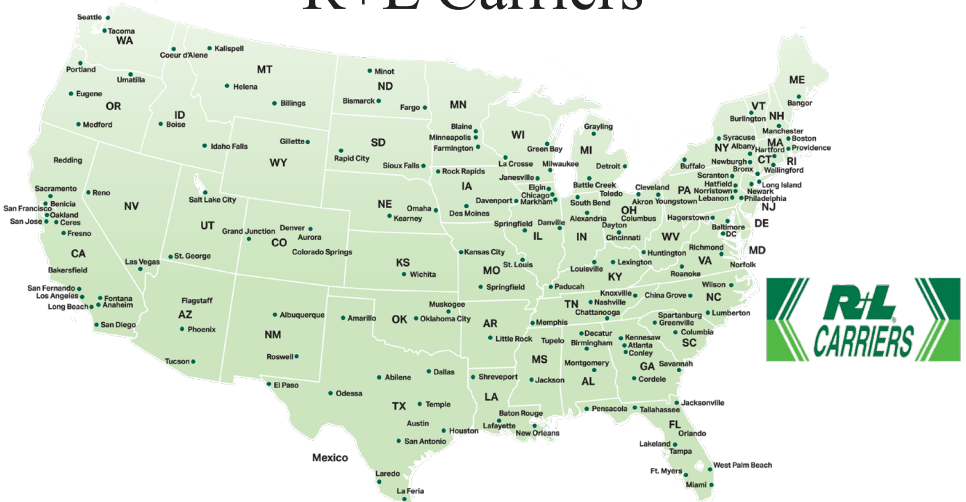 R+L Carriers
Seattle
Tacoma
WA
Coeur d'Alene
Kalispell
Portland
Umatilla
MT
Minot
ND
Helena
Billings
Bismarck
Fargo
MN
Eugene
OR
Medford
ID
Boise
Idaho Falls
Gillette
WY
SD
Rapid City
Sioux Falls
Blaine
Minneapolis
Farmington
WI
Green Bay
La Crosse
Milwaukee
Janesville
Grayling
MI
Detroit
Battle Creek
Toledo
ME
Bangor
VT
Burlington
NH
Manchester
Syracuse
NY
Albany
MA
Boston
Hartford
Providence
CT
RI
Wallingford
Buffalo
Newburgh
Bronx
Scranton
Long Island
Hatfield
Newark
PA
Norristown
Lebanon
Philadelphia
NJ
Redding
Sacramento
Benicia
San Francisco
Oakland
San Jose
Ceres
Fresno
Reno
NV
CA
Bakersfield
Las Vegas
San Fernando
Los Angeles
Fontana
Long Beach
Anaheim
San Diego
Salt Lake City
UT
St. George
Grand Junction
Denver
Aurora
CO
Colorado Springs
Flagstaff
AZ
Phoenix
Tucson
Albuquerque
NM
Roswell
El Paso
NE
Kearney
Omaha
Rock Rapids
IA
Des Moines
Davenport
Elgin
Chicago
Markham
South Bend
Springfield
Danville
IL
IN
Alexandria
Cleveland
Akron
Youngstown
OH
Columbus
Dayton
Cincinnati
Hagerstown
Baltimore
DC
DE
MD
WV
Huntington
Richmond
VA
Norfolk
Roanoke
KS
Wichita
Kansas City
MO
St. Louis
Springfield
Louisville
Lexington
KY
Paducah
Knoxville
China Grove
Wilson
NC
Lumberton
TN
Nashville
Chattanooga
Memphis
Muskogee
OK
Oklahoma City
Amarillo
AR
Little Rock
Tupelo
Decatur
Birmingham
Kennesaw
Atlanta
Conley
Spartanburg
Greenville
Columbia
SC
GA
Savannah
Cordele
MS
Jackson
Montgomery
AL
Abilene
Dallas
Odessa
TX
Temple
Austin
Houston
San Antonio
Laredo
La Feria
Mexico
Shreveport
LA
Baton Rouge
Lafayette
New Orleans
Pensacola
Tallahassee
Jacksonville
FL
Orlando
Lakeland
Tampa
Ft. Myers
West Palm Beach
Miami
R+L
CARRIERS